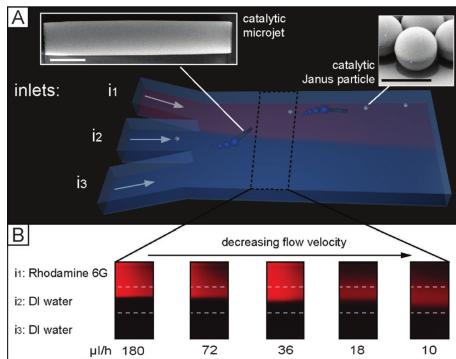 A
catalytic
microjet
catalytic
Janus particle
inlets:
i1
i2
i3
B
decreasing flow velocity
i1: Rhodamine 6G
i2: DI water
i3: DI water
µl/h 180 72 36 18 10